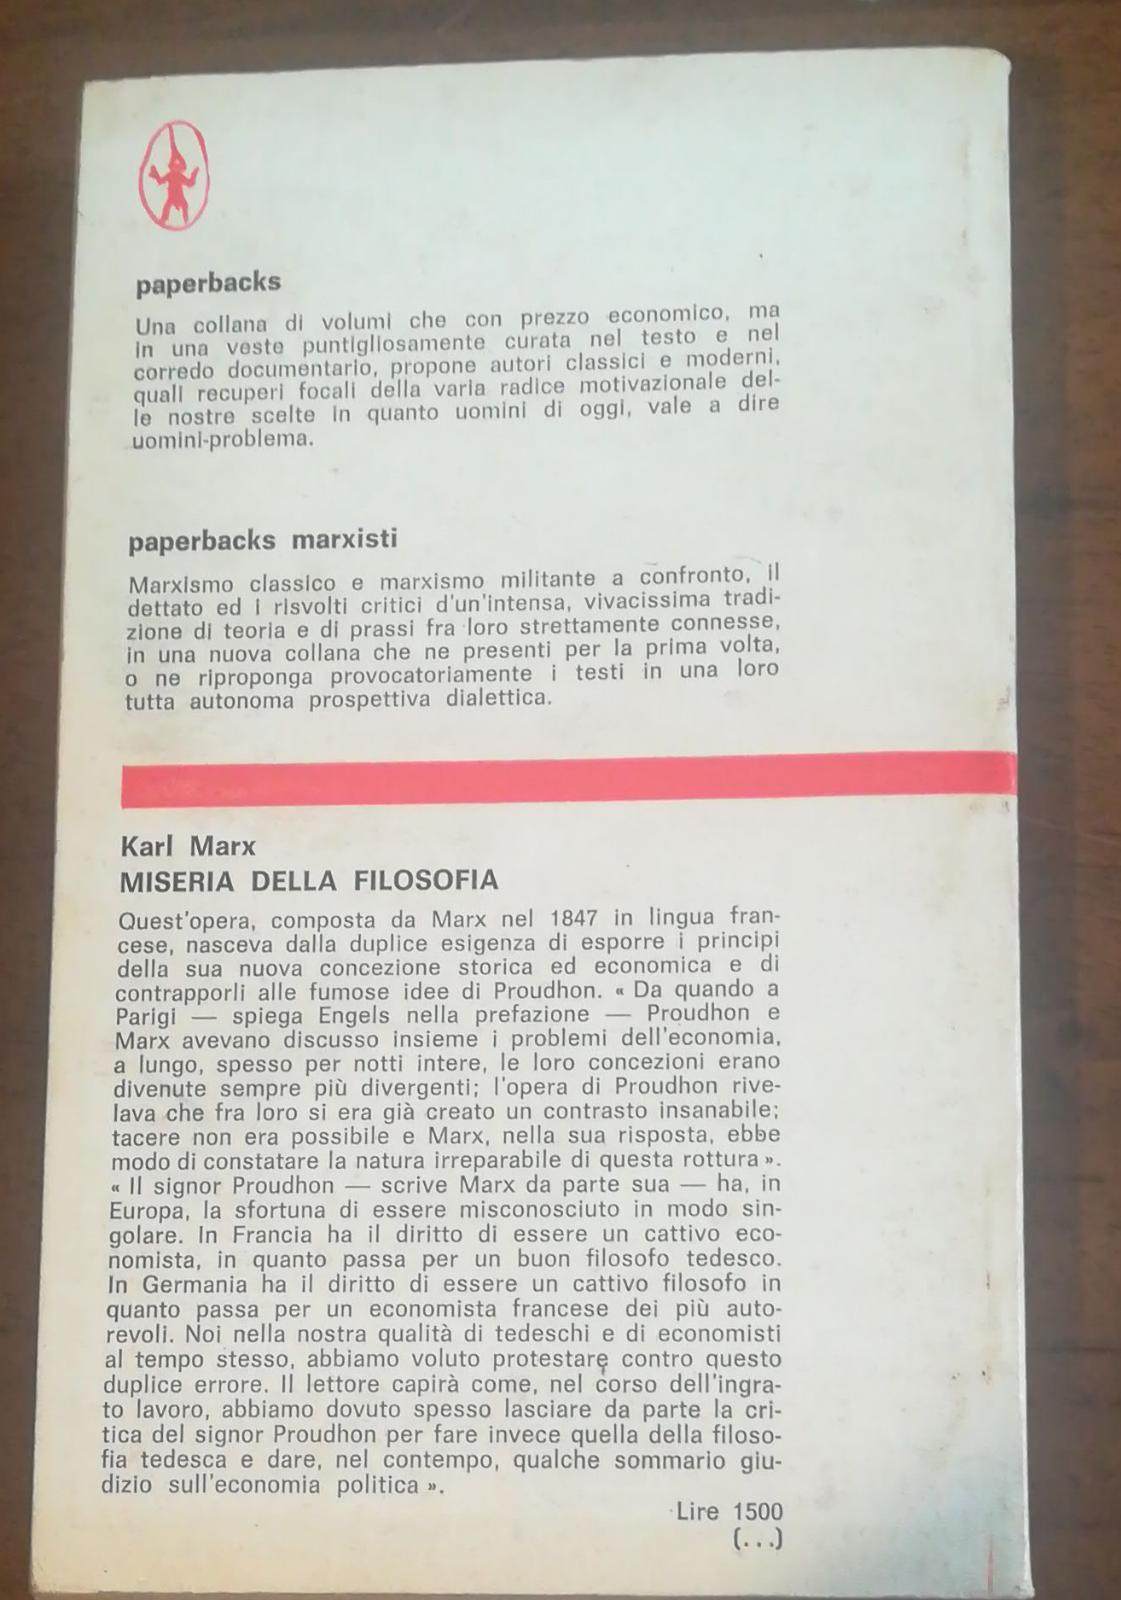 paperbacks
Una collana di volumi che con prezzo economico, ma
in una veste puntigliosamente curata nel testo e nel
corredo documentario, propone autori classici e moderni,
quali recuperi focali della varia radice motivazionale del-
le nostre scelte in quanto uomini di oggi, vale a dire
uomini-problema.
paperbacks marxisti
Marxismo classico e marxismo militante a confronto, il
dettato ed i risvolti critici d'un'intensa, vivacissima tradi-
zione di teoria e di prassi fra loro strettamente connesse,
in una nuova collana che ne presenti per la prima volta,
o ne riproponga provocatoriamente i testi in una loro
tutta autonoma prospettiva dialettica.
Karl Marx
MISERIA DELLA FILOSOFIA
Quest'opera, composta da Marx nel 1847 in lingua fran-
cese, nasceva dalla duplice esigenza di esporre i principi
della sua nuova concezione storica ed economica e di
contrapporli alle fumose idee di Proudhon. « Da quando a
Parigi — spiega Engels nella prefazione — Proudhon e
Marx avevano discusso insieme i problemi dell'economia,
a lungo, spesso per notti intere, le loro concezioni erano
divenute sempre più divergenti; l'opera di Proudhon rive-
lava che fra loro si era già creato un contrasto insanabile;
tacere non era possibile e Marx, nella sua risposta, ebbe
modo di constatare la natura irreparabile di questa rottura ».
« Il signor Proudhon — scrive Marx da parte sua — ha, in
Europa, la sfortuna di essere misconosciuto in modo sin-
golare. In Francia ha il diritto di essere un cattivo eco-
nomista, in quanto passa per un buon filosofo tedesco.
In Germania ha il diritto di essere un cattivo filosofo in
quanto passa per un economista francese dei più auto-
revoli. Noi nella nostra qualità di tedeschi e di economisti
al tempo stesso, abbiamo voluto protestare contro questo
duplice errore. Il lettore capirà come, nel corso dell'ingra-
to lavoro, abbiamo dovuto spesso lasciare da parte la cri-
tica del signor Proudhon per fare invece quella della filoso-
fia tedesca e dare, nel contempo, qualche sommario giu-
dizio sull'economia politica ».
Lire 1500
(...)